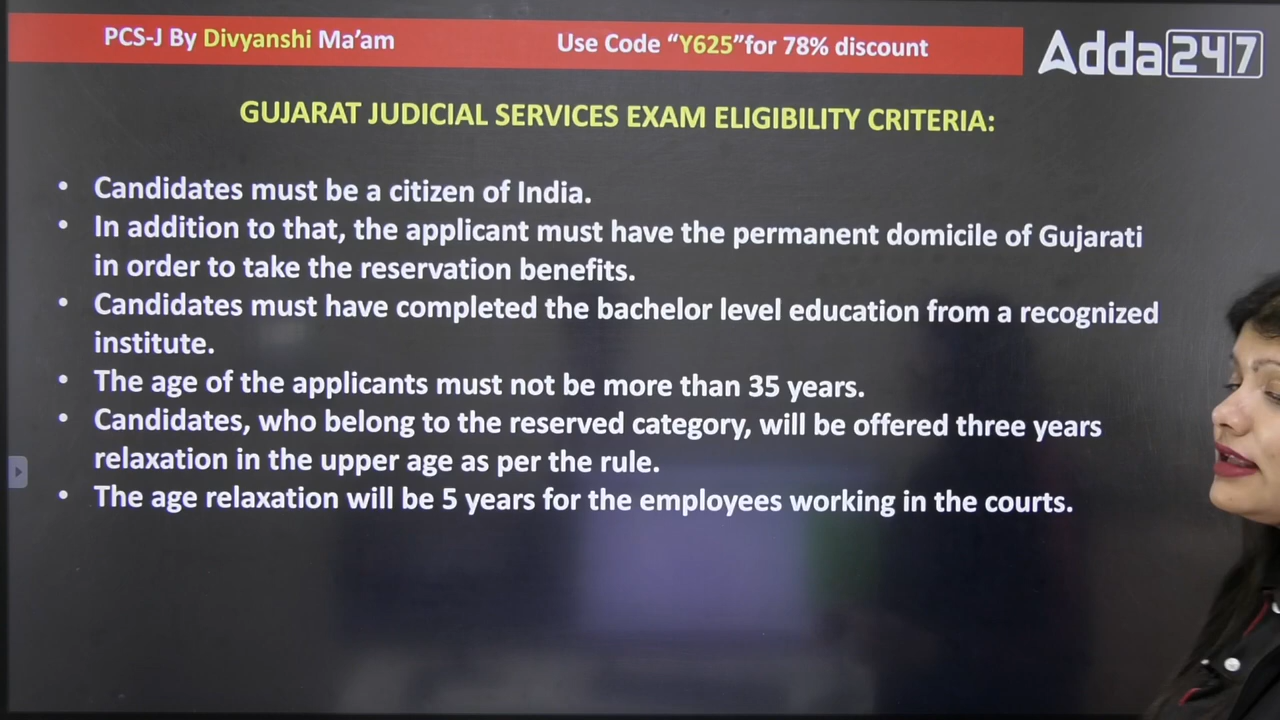 PCS-J By Divyanshi Ma'am
Use Code “Y625”for 78% discount
Adda247
GUJARAT JUDICIAL SERVICES EXAM ELIGIBILITY CRITERIA:
• Candidates must be a citizen of India.
• In addition to that, the applicant must have the permanent domicile of Gujarati
in order to take the reservation benefits.
• Candidates must have completed the bachelor level education from a recognized
institute.
• The age of the applicants must not be more than 35 years.
• Candidates, who belong to the reserved category, will be offered three years
relaxation in the upper age as per the rule.
• The age relaxation will be 5 years for the employees working in the courts.